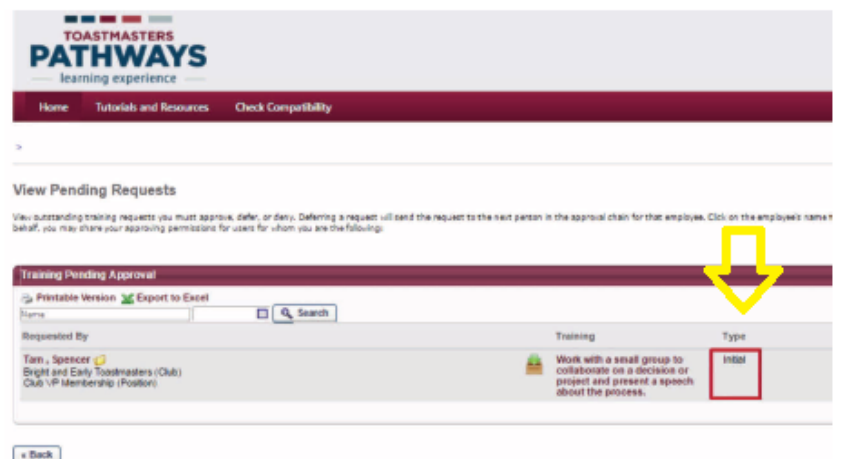 TOASTMASTERS
PATHWAYS
learning experience
Home Tutorials and Resources Check Compatibility
>
View Pending Requests
View outstanding training requests you must approve, defer, or deny. Deferring a request will send the request to the next person in the approval chain for that employee. Click on the employee's name
behalf, you may share your approving permissions for users for whom you are the following:
Training Pending Approval
Printable Version Export to Excel
Name Search
Requested By Training Type
Tam, Spencer Work with a small group to Initial
Bright and Early Toastmasters (Club) collaborate on a decision or
Club VP Membership (Position) project and present a speech
about the process.
« Back